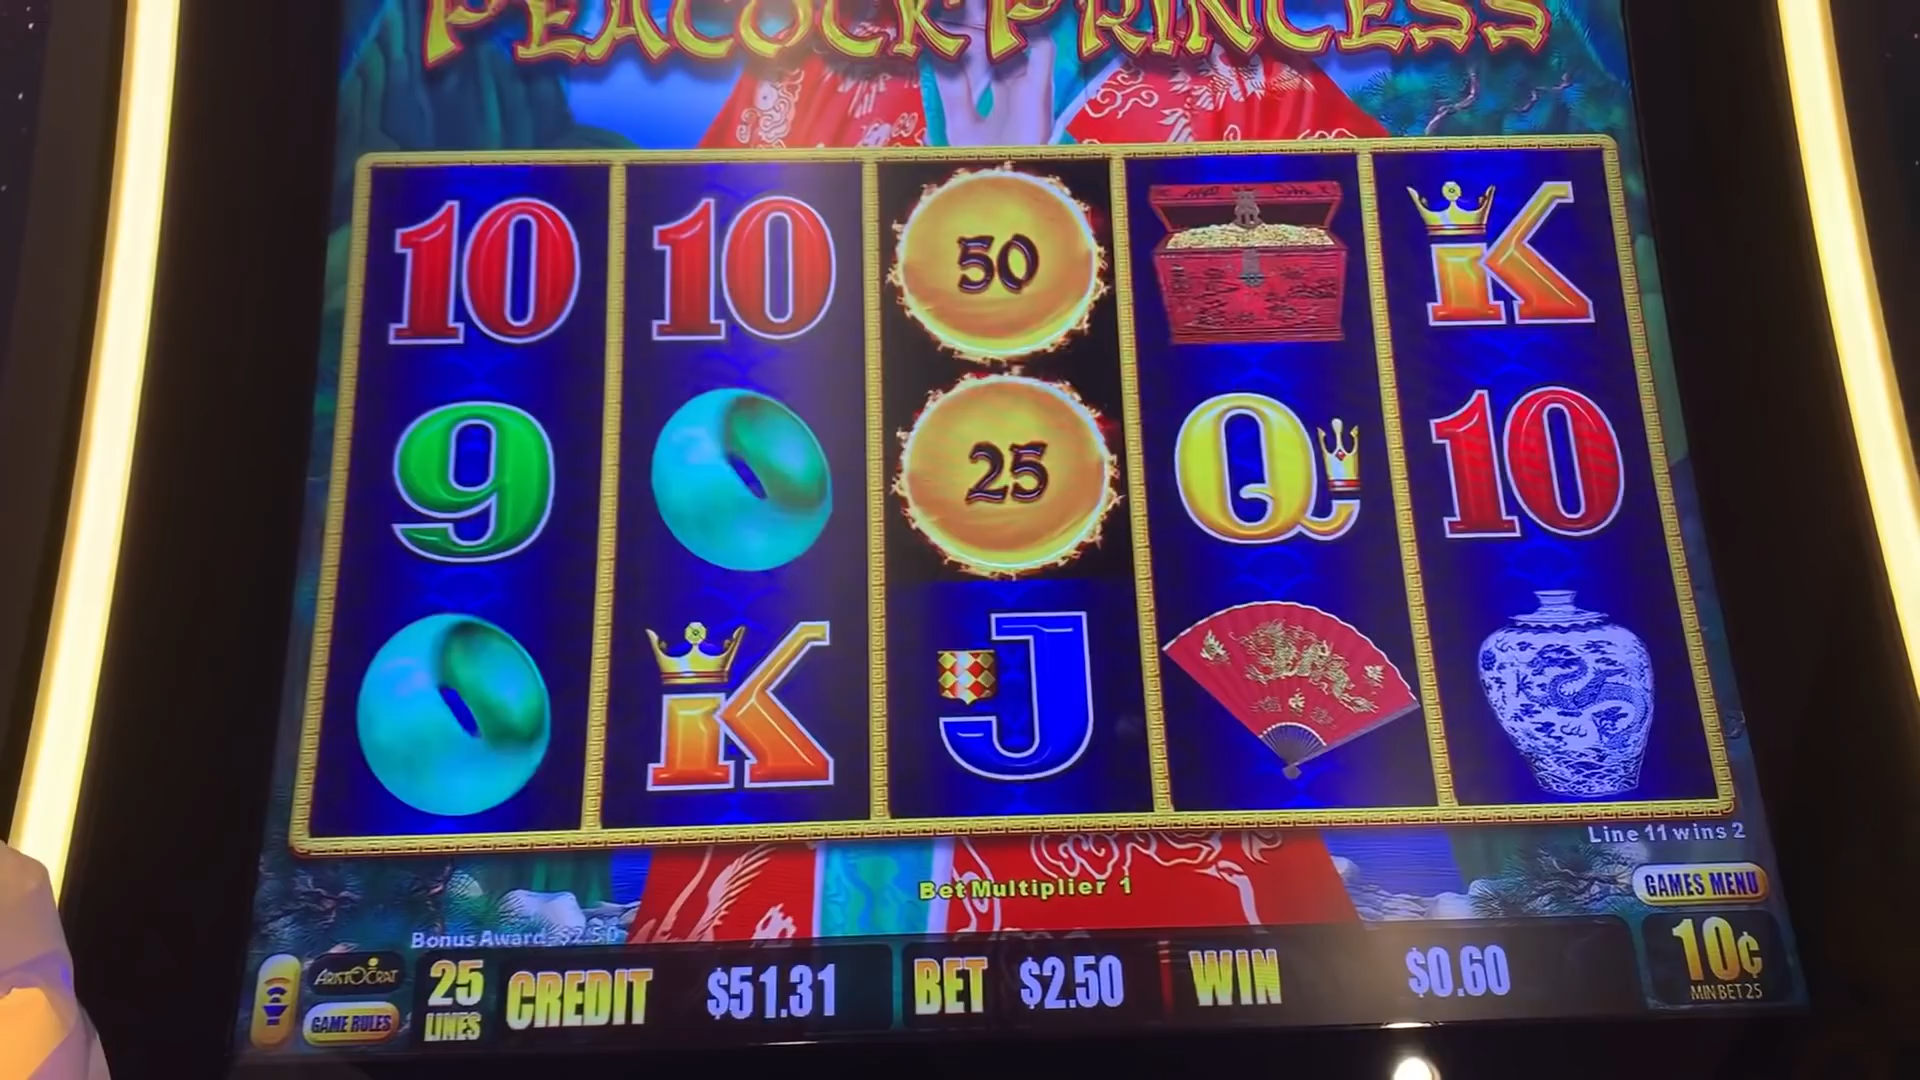 PEACOCK PRINCESS
10 10 50 K
9 25 Q 10
K J
Line 11 wins 2
Bet Multiplier 1
GAMES MENU
Bonus Award $2.50
ARISTOCRAT
GAME RULES
25 LINES
CREDIT $51.31
BET $2.50
WIN $0.60
10¢
MIN BET 25